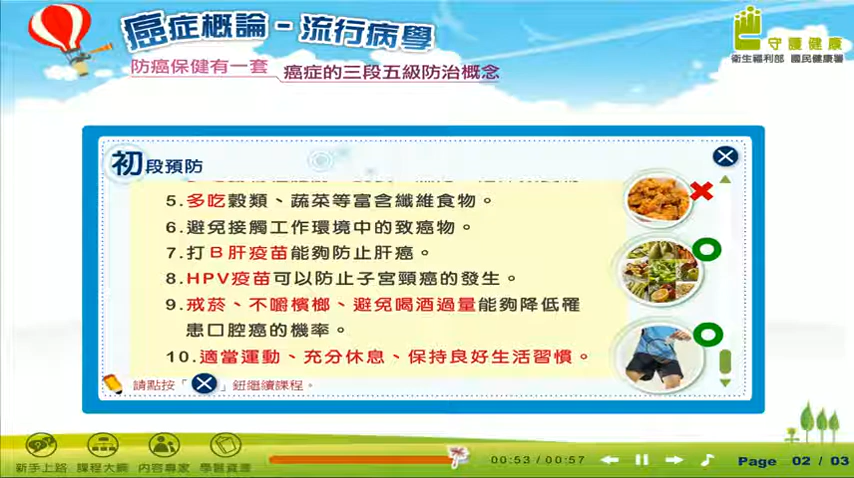 癌症概論-流行病學
防癌保健有一套
癌症的三段五級防治概念
守護健康
衛生福利部 國民健康署
初段預防
5.多吃穀類、蔬菜等富含纖維食物。
6.避免接觸工作環境中的致癌物。
7.打B肝疫苗能夠防止肝癌。
8.HPV疫苗可以防止子宮頸癌的發生。
9.戒菸、不嚼檳榔、避免喝酒過量能夠降低罹
患口腔癌的機率。
10.適當運動、充分休息、保持良好生活習慣。
請點按「 」鈕繼續課程。
新手上路 課程大綱 內容專家 學習資源
00:53/00:57
Page 02 / 03